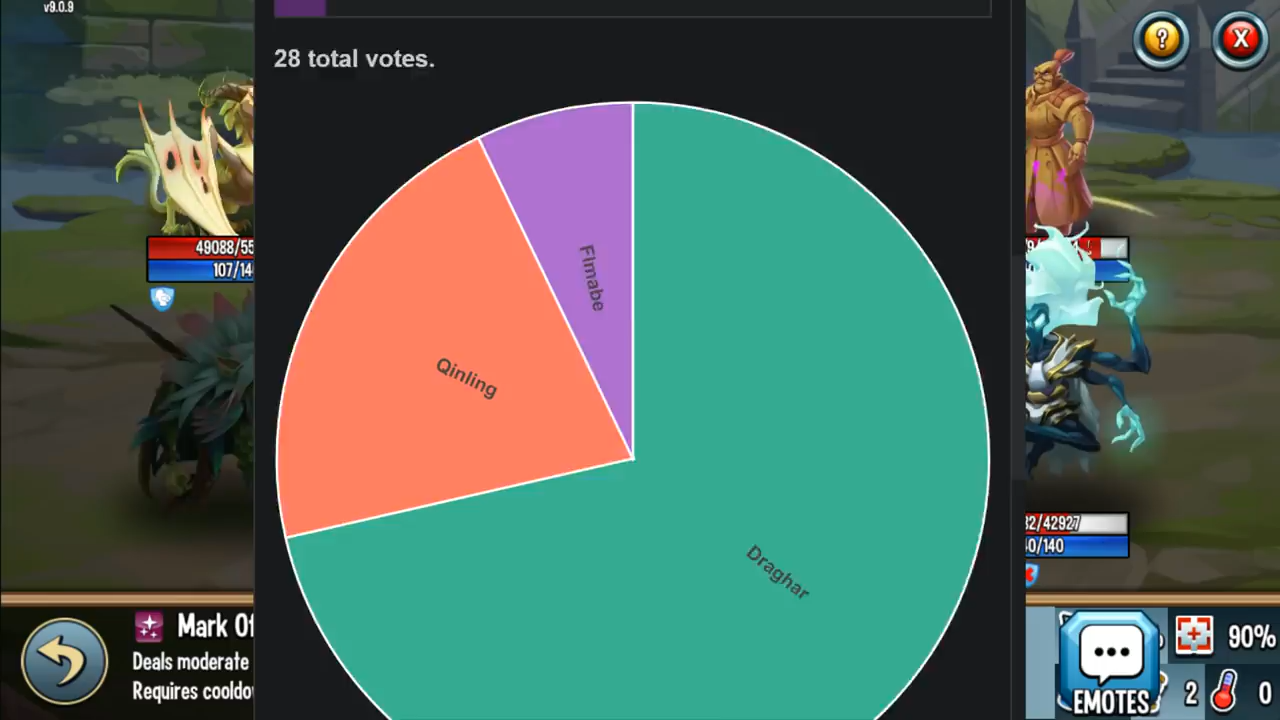 v9.0.9
?
X
28 total votes.
49088/55
107/14
Flmabe
Qinling
Draghar
32/42927
40/140
Mark Of
Deals moderate
Requires cooldo
EMOTES
90%
2
0